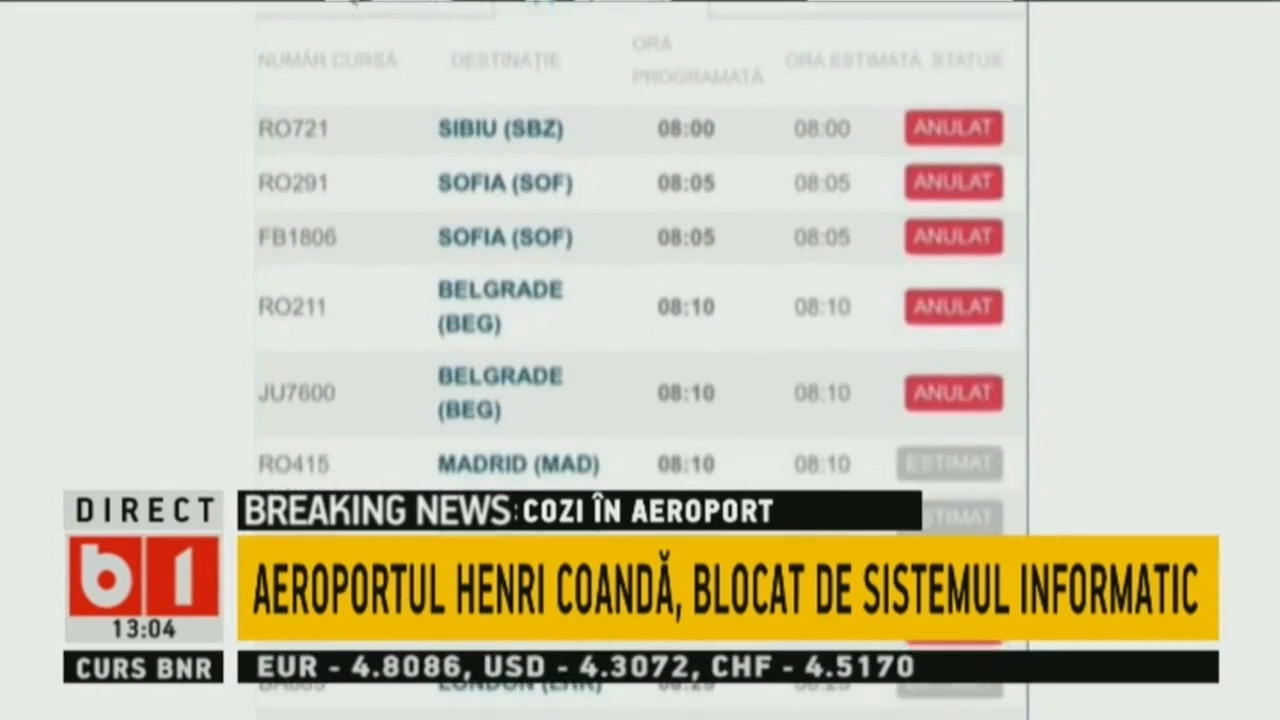 NUMĂR CURSĂ DESTINAȚIE ORĂ PROGRAMATĂ ORA ESTIMATĂ STATUS
RO721 SIBIU (SBZ) 08:00 08:00 ANULAT
RO291 SOFIA (SOF) 08:05 08:05 ANULAT
FB1806 SOFIA (SOF) 08:05 08:05 ANULAT
RO211 BELGRADE (BEG) 08:10 08:10 ANULAT
JU7600 BELGRADE (BEG) 08:10 08:10 ANULAT
RO415 MADRID (MAD) 08:10 08:10 ESTIMAT
DIRECT
BREAKING NEWS: COZI ÎN AEROPORT
b1
AEROPORTUL HENRI COANDĂ, BLOCAT DE SISTEMUL INFORMATIC
13:04
CURS BNR
EUR - 4.8086, USD - 4.3072, CHF - 4.5170